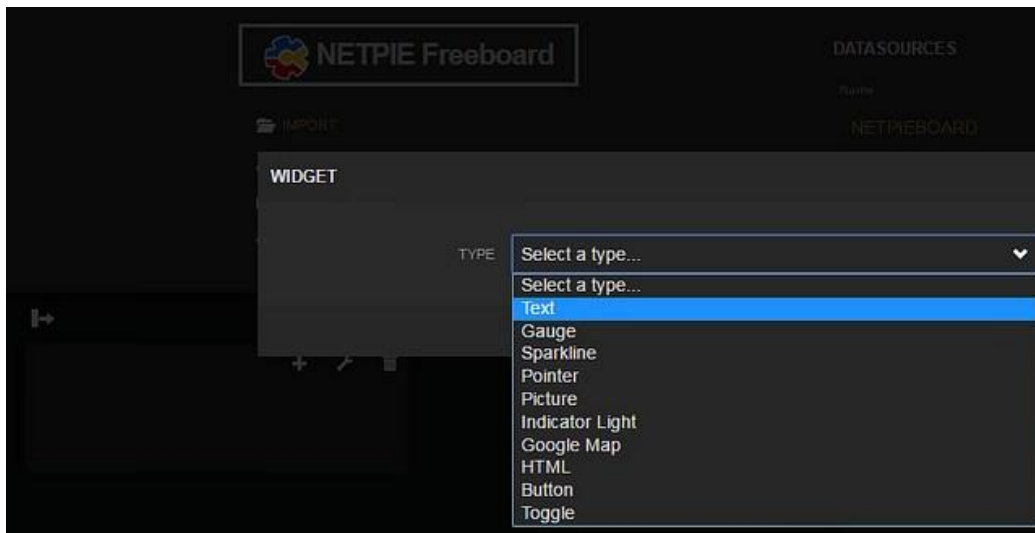 NETPIE Freeboard
DATASOURCES
Name
IMPORT
NETPIEBOARD
WIDGET
TYPE
Select a type...
Select a type...
Text
Gauge
Sparkline
Pointer
Picture
Indicator Light
Google Map
HTML
Button
Toggle